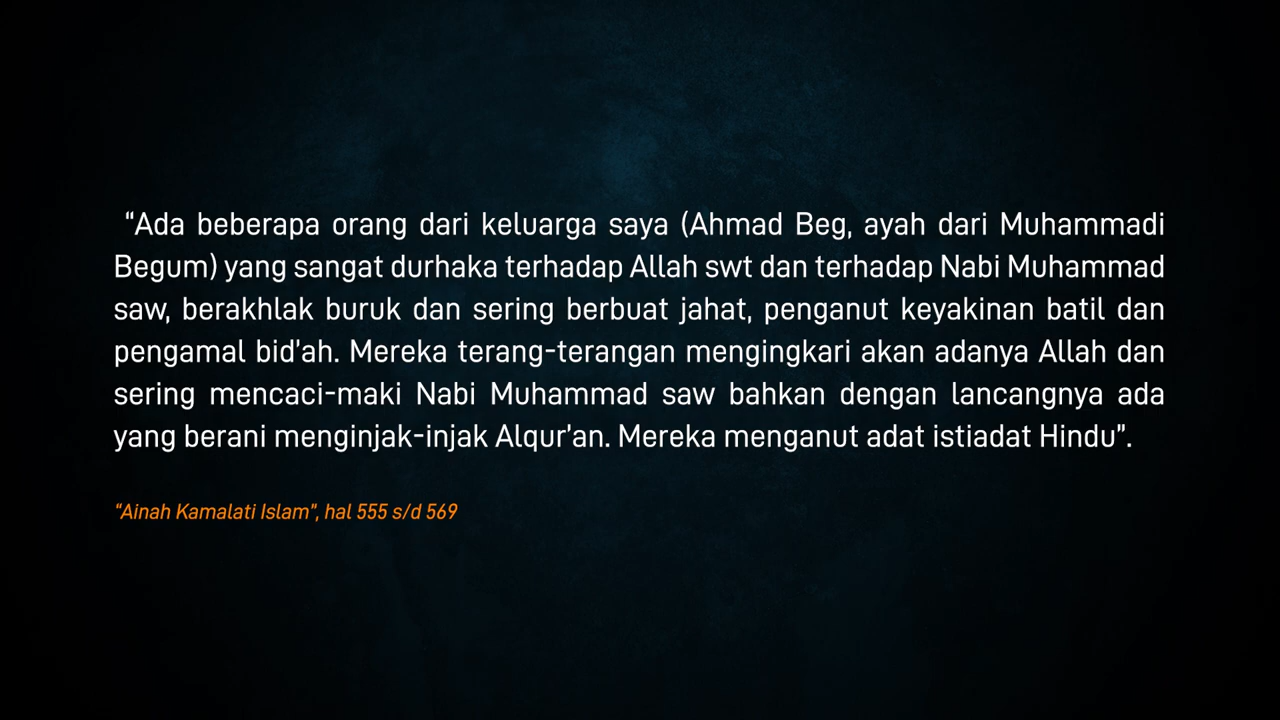 “Ada beberapa orang dari keluarga saya (Ahmad Beg, ayah dari Muhammadi
Begum) yang sangat durhaka terhadap Allah swt dan terhadap Nabi Muhammad
saw, berakhlak buruk dan sering berbuat jahat, penganut keyakinan batil dan
pengamal bid’ah. Mereka terang-terangan mengingkari akan adanya Allah dan
sering mencaci-maki Nabi Muhammad saw bahkan dengan lancangnya ada
yang berani menginjak-injak Alqur’an. Mereka menganut adat istiadat Hindu”.
“Ainah Kamalati Islam”, hal 555 s/d 569